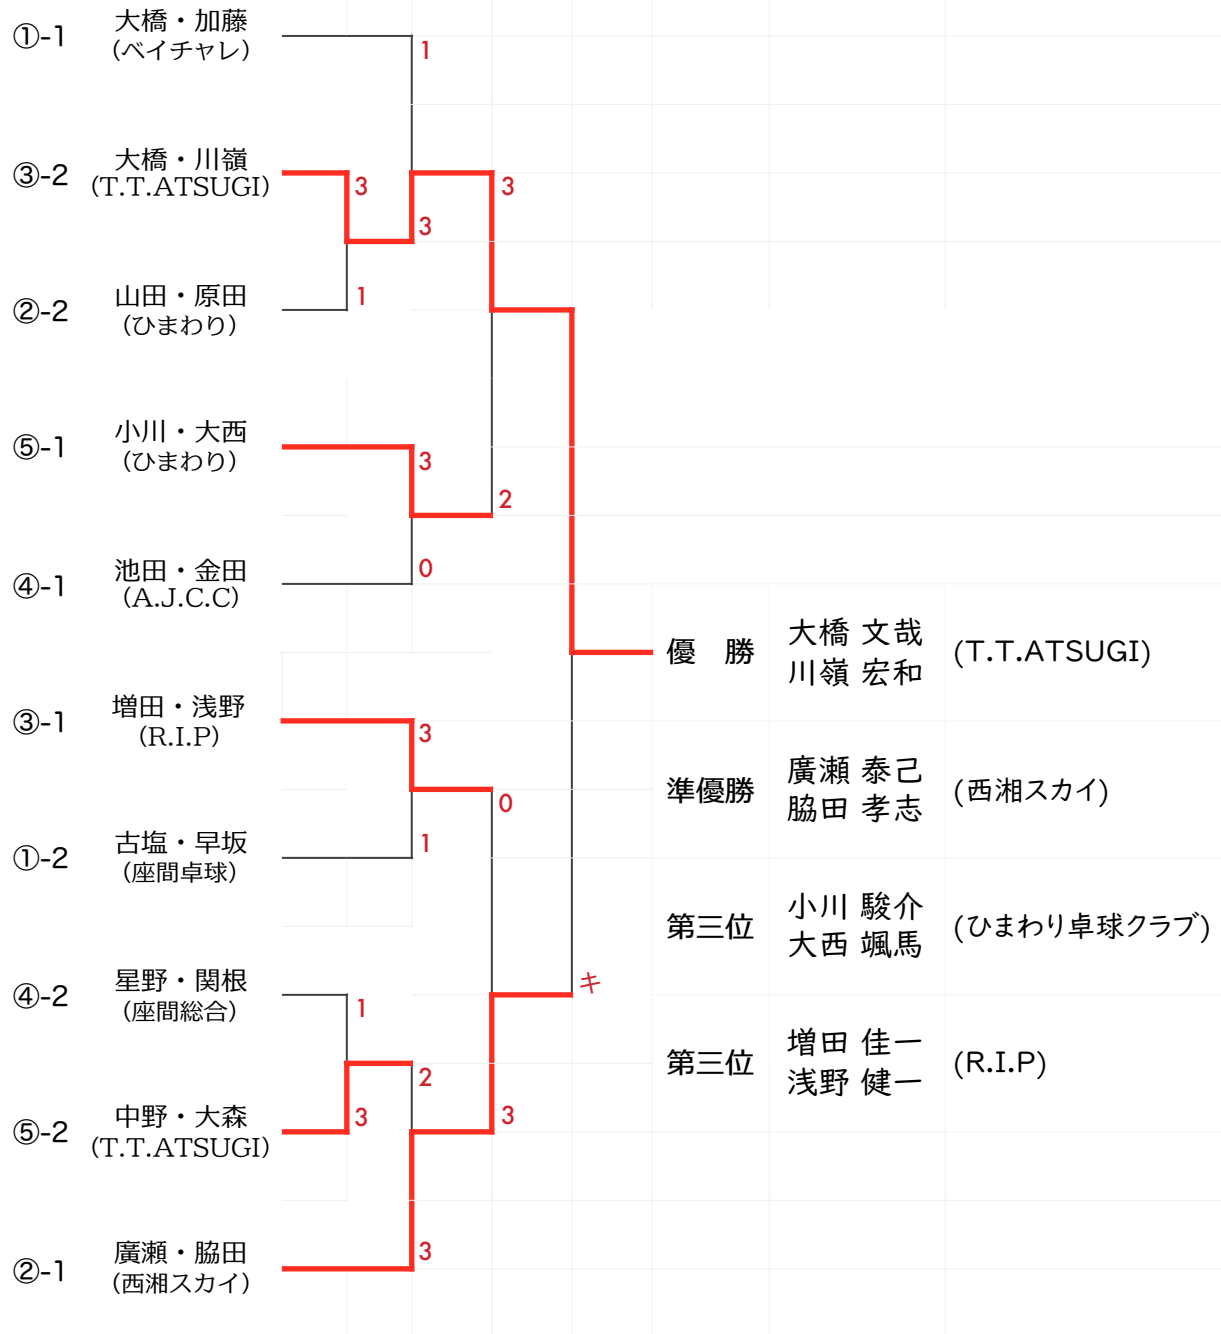 ①-1
大橋・加藤
(ベイチャレ)
1
③-2
大橋・川嶺
(T.T.ATSUGI)
3
3
3
②-2
山田・原田
(ひまわり)
1
⑤-1
小川・大西
(ひまわり)
3
2
④-1
池田・金田
(A.J.C.C)
0
優 勝
大橋 文哉
川嶺 宏和
(T.T.ATSUGI)
③-1
増田・浅野
(R.I.P)
3
0
準優勝
廣瀬 泰己
脇田 孝志
(西湘スカイ)
①-2
古塩・早坂
(座間卓球)
1
第三位
小川 駿介
大西 颯馬
(ひまわり卓球クラブ)
④-2
星野・関根
(座間総合)
1
キ
第三位
増田 佳一
浅野 健一
(R.I.P)
2
⑤-2
中野・大森
(T.T.ATSUGI)
3
3
②-1
廣瀬・脇田
(西湘スカイ)
3